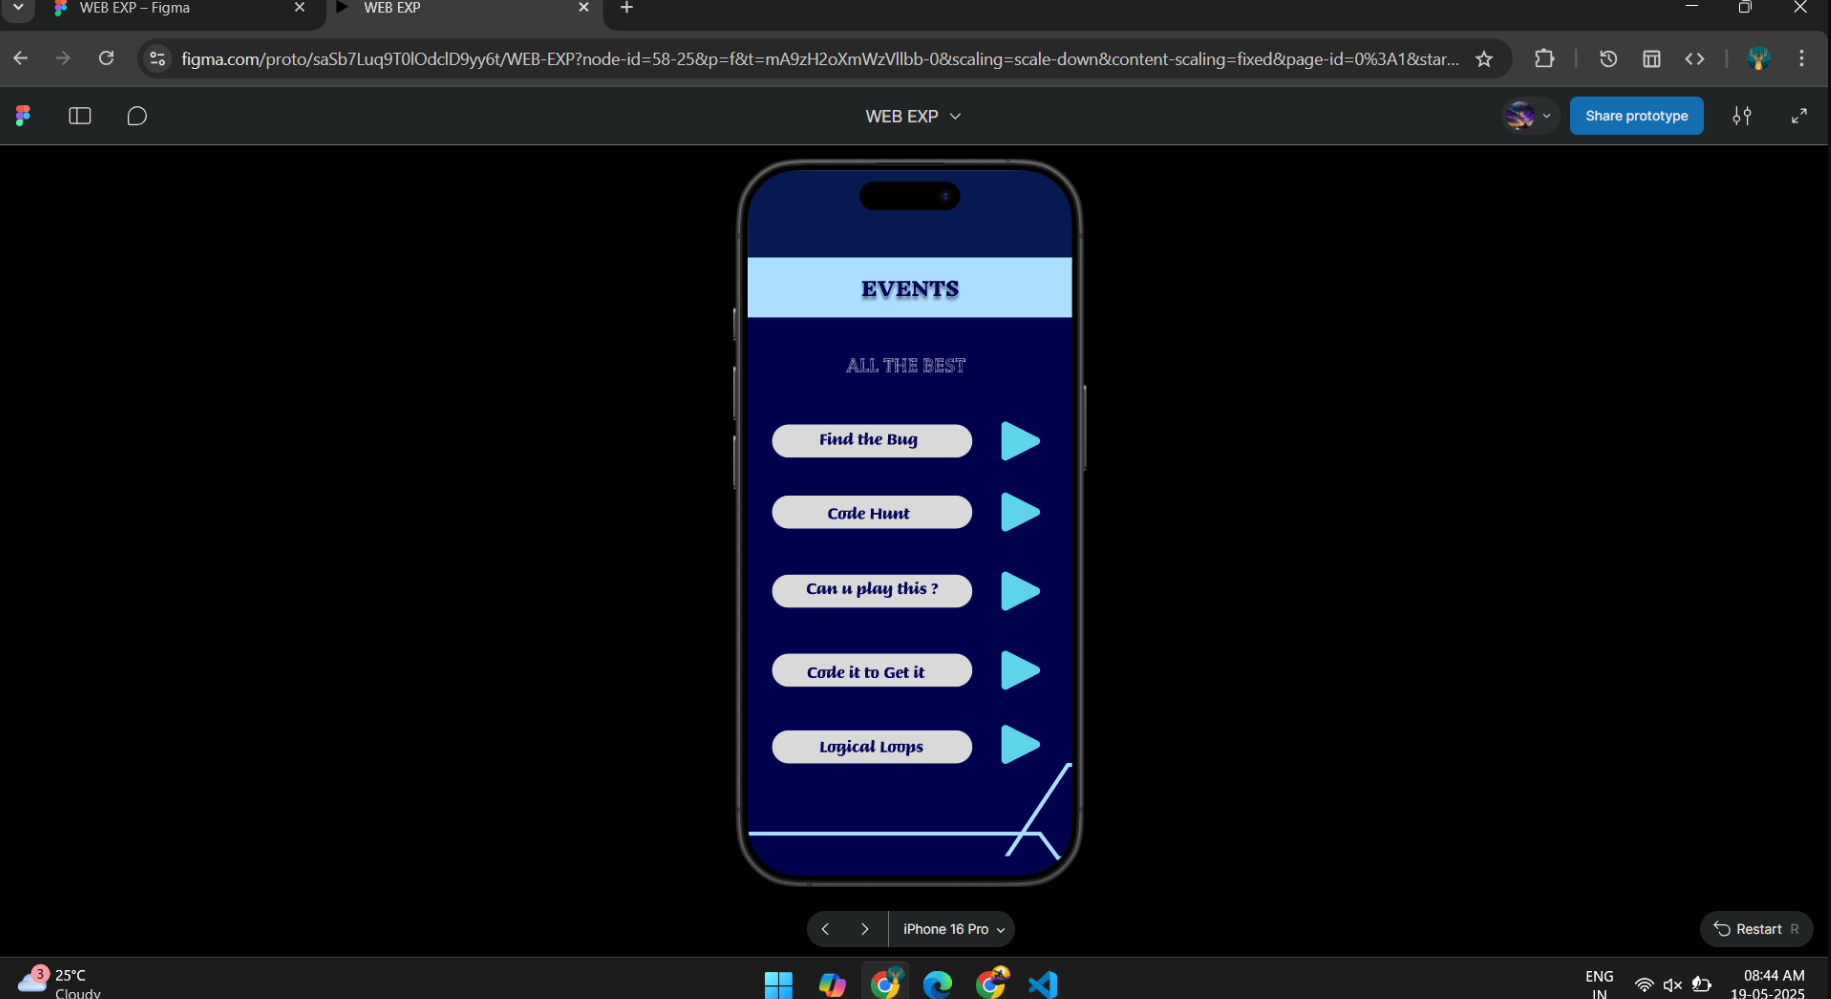 WEB EXP – Figma
WEB EXP
figma.com/proto/saSb7Luq9T0lOdclD9yy6t/WEB-EXP?node-id=58-25&p=f&t=mA9zH2oXmWzVllbb-0&scaling=scale-down&content-scaling=fixed&page-id=0%3A1&star...
WEB EXP
Share prototype
EVENTS
ALL THE BEST
Find the Bug
Code Hunt
Can u play this ?
Code it to Get it
Logical Loops
iPhone 16 Pro
Restart R
3
25°C
Cloudy
ENG
IN
08:44 AM
19-05-2025